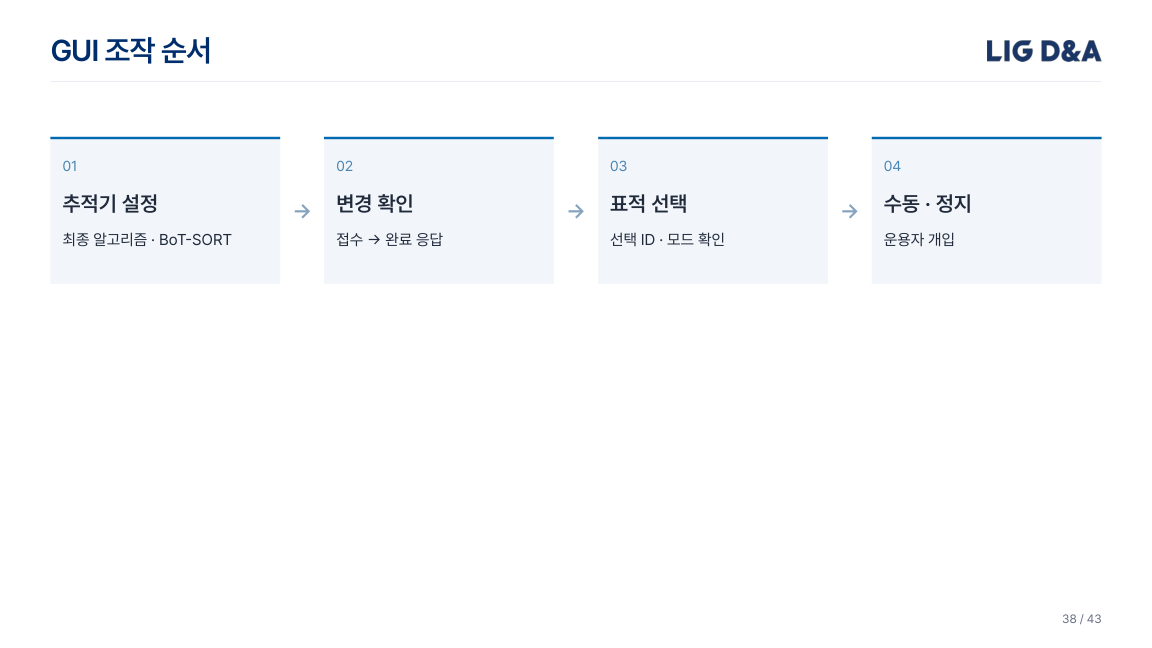 GUI 조작 순서
LIG D&A
01
추적기 설정
최종 알고리즘 · BoT-SORT
→
02
변경 확인
접수 → 완료 응답
→
03
표적 선택
선택 ID · 모드 확인
→
04
수동 · 정지
운용자 개입
38 / 43